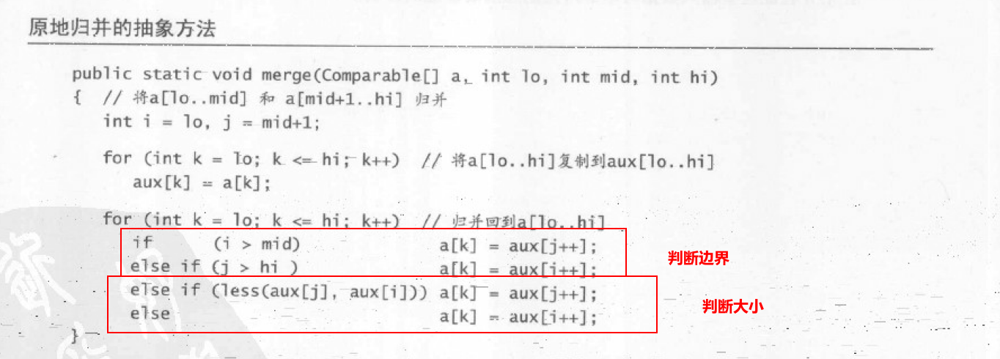 原地归并的抽象方法
public static void merge(Comparable[] a, int lo, int mid, int hi)
{ // 将a[lo..mid] 和 a[mid+1..hi] 归并
int i = lo, j = mid+1;
for (int k = lo; k <= hi; k++) // 将a[lo..hi]复制到aux[lo..hi]
aux[k] = a[k];
for (int k = lo; k <= hi; k++) // 归并回到a[lo..hi]
if (i > mid) a[k] = aux[j++];
else if (j > hi ) a[k] = aux[i++];
判断边界
else if (less(aux[j], aux[i])) a[k] = aux[j++];
else a[k] = aux[i++];
判断大小
}